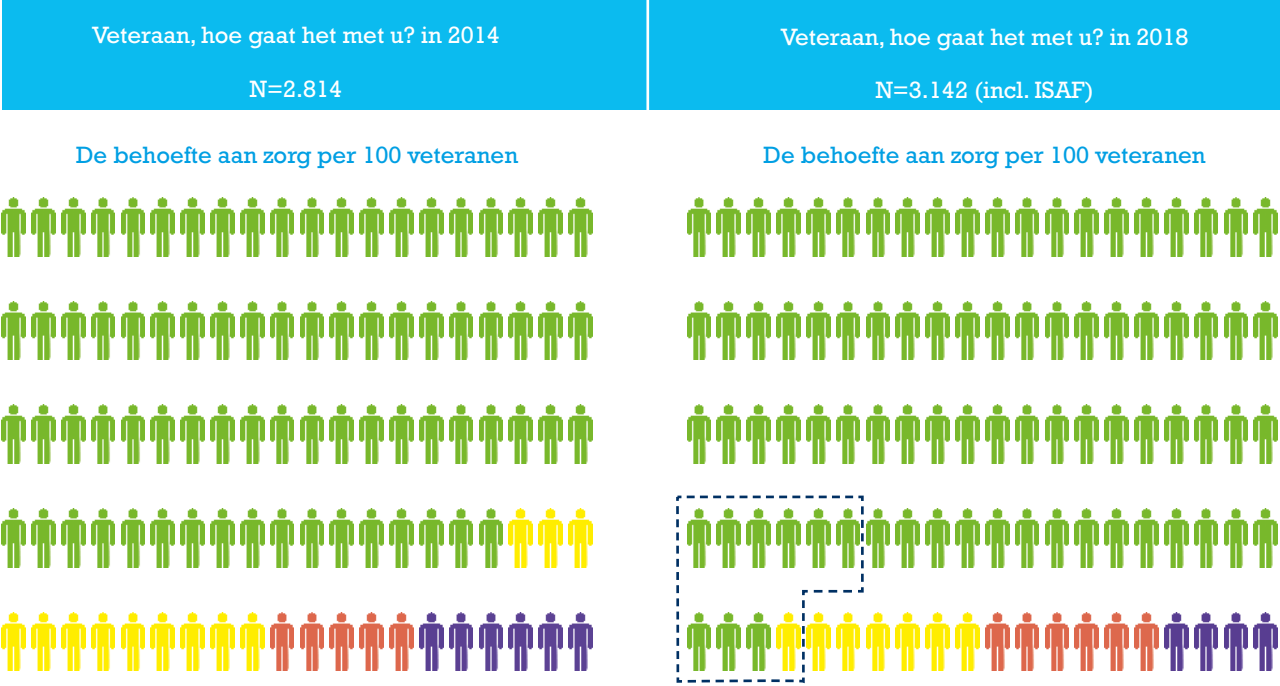 Veteraan, hoe gaat het met u? in 2014
N=2.814
Veteraan, hoe gaat het met u? in 2018
N=3.142 (incl. ISAF)
De behoefte aan zorg per 100 veteranen
De behoefte aan zorg per 100 veteranen